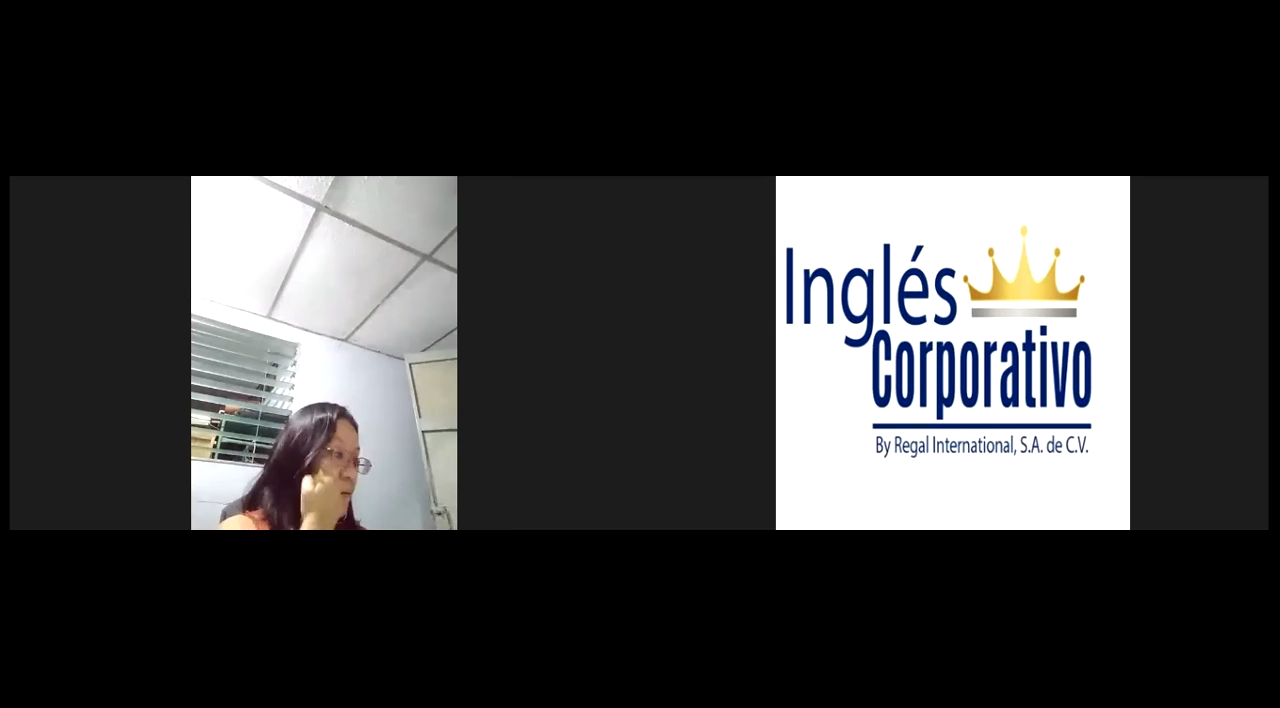 Inglés
Corporativo
By Regal International, S.A. de C.V.